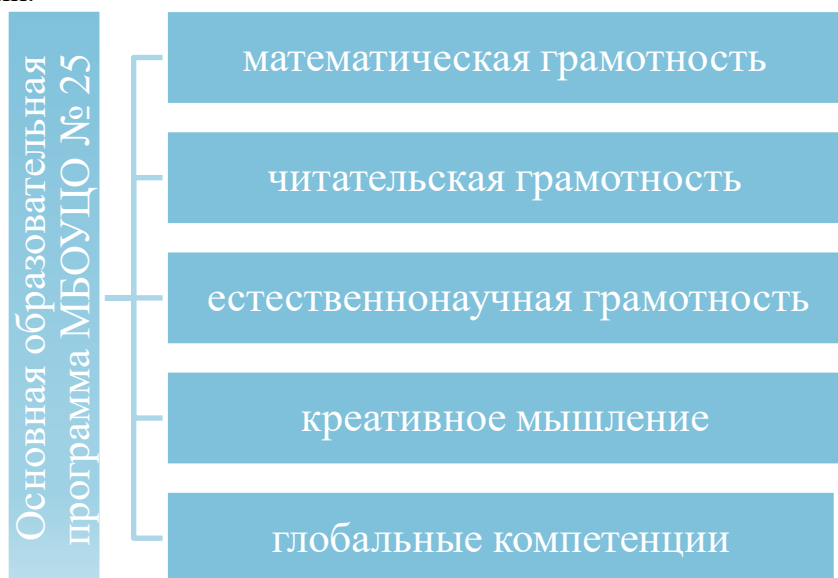 Основная образовательная
программа МБОУЦО № 25
математическая грамотность
читательская грамотность
естественнонаучная грамотность
креативное мышление
глобальные компетенции